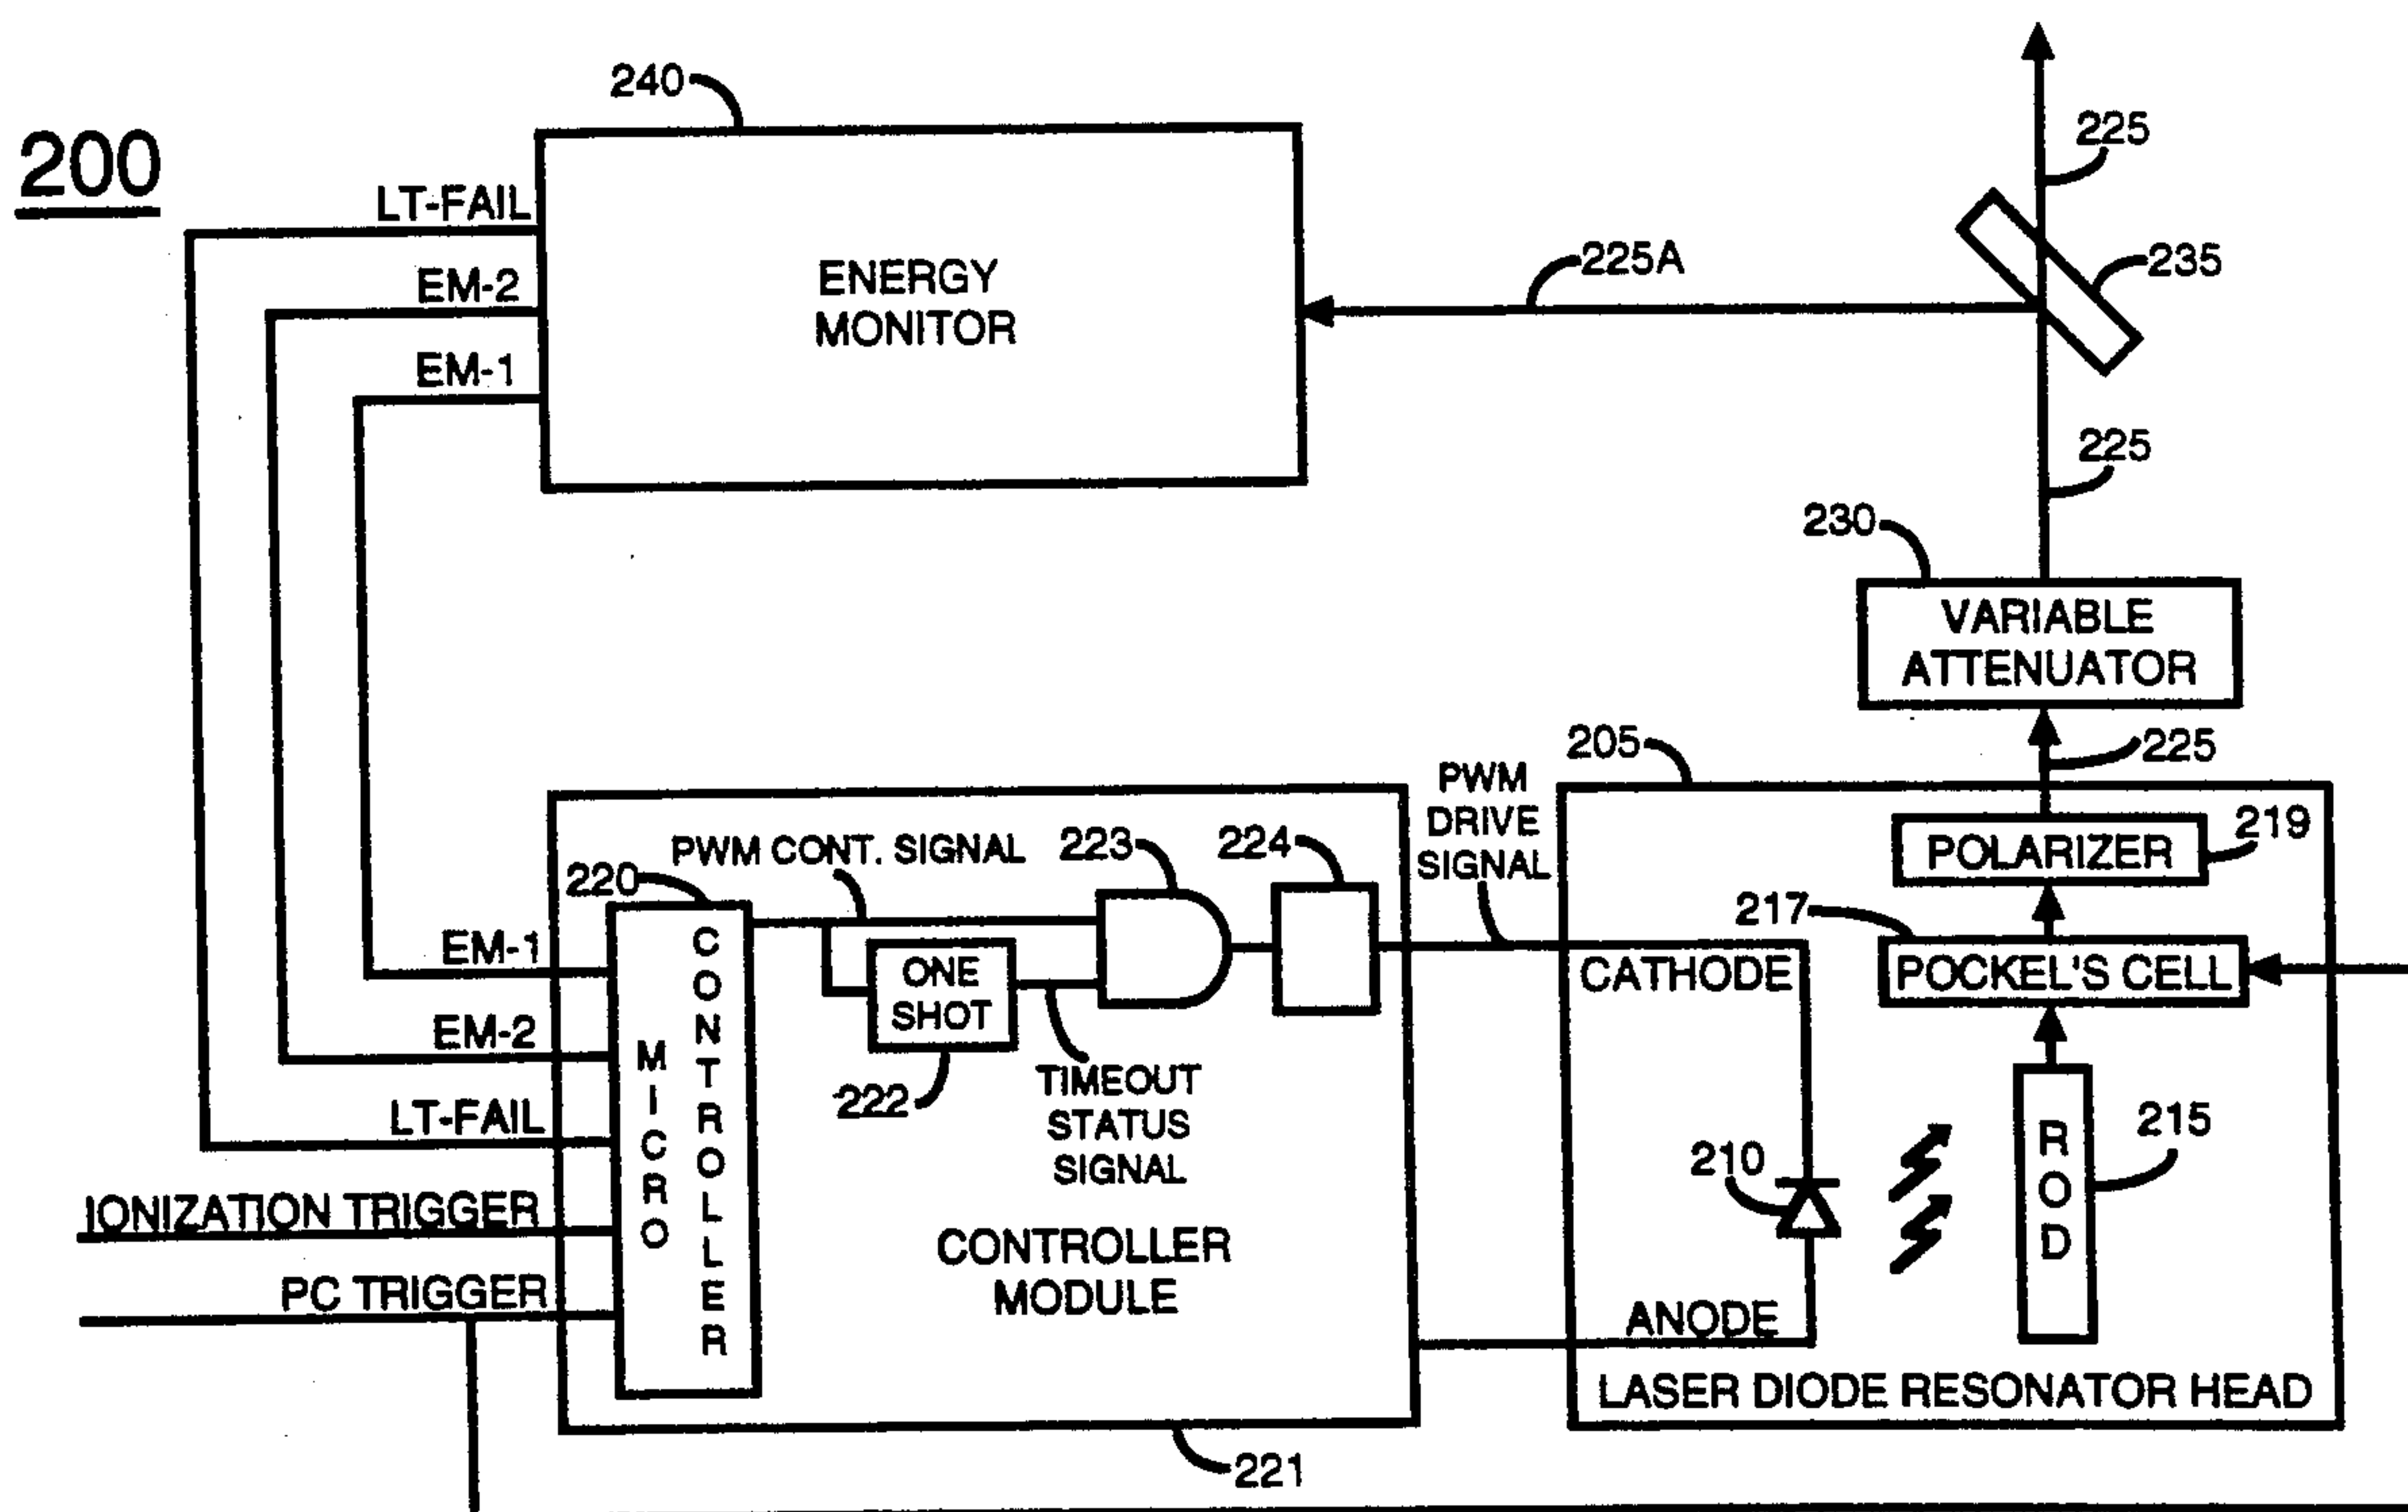 200
240
LT-FAIL
EM-2
EM-1
ENERGY
MONITOR
225A
225
235
225
230
VARIABLE
ATTENUATOR
225
205
PWM
DRIVE
SIGNAL
POLARIZER
219
217
POCKEL'S CELL
CATHODE
210
ROD
215
ANODE
LASER DIODE RESONATOR HEAD
PWM CONT. SIGNAL
223
224
220
ONE
SHOT
222
TIMEOUT
STATUS
SIGNAL
MICRO
CONTROLLER
CONTROLLER
MODULE
221
EM-1
EM-2
LT-FAIL
IONIZATION TRIGGER
PC TRIGGER